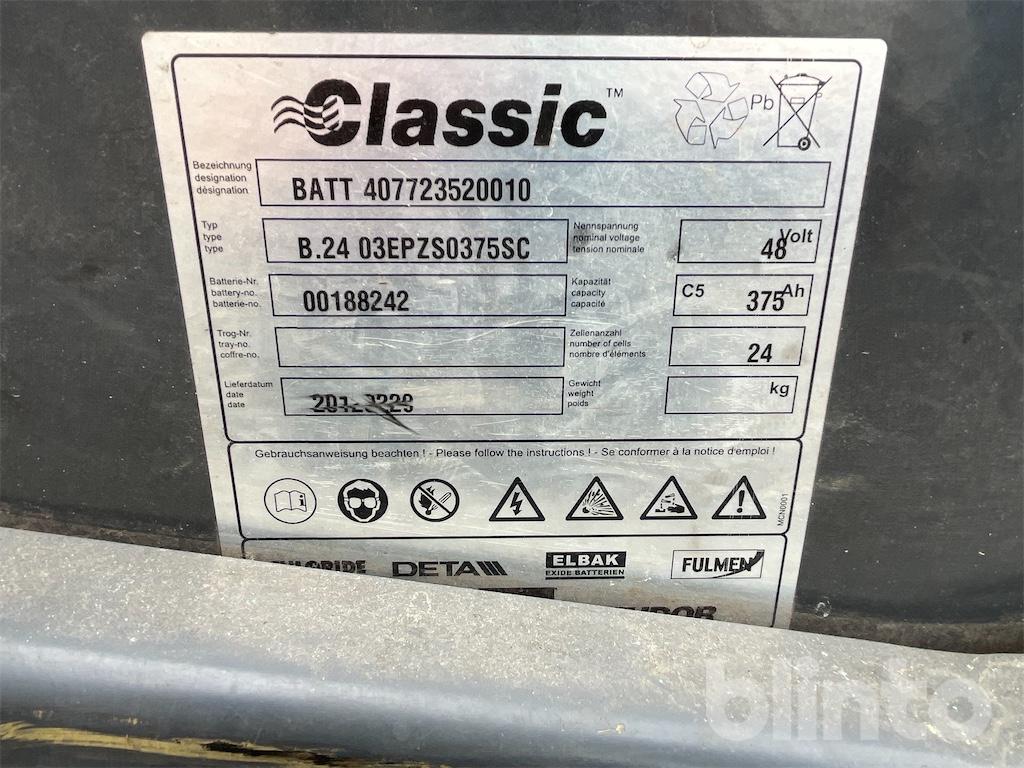 Classic™
Pb
Bezeichnung
designation
désignation
BATT 407723520010
Typ
type
type
B.24 03EPZS0375SC
Nennspannung
nominal voltage
tension nominale
48 Volt
Batterie-Nr.
battery-no.
batterie-no.
00188242
Kapazität
capacity
capacité
C5 375 Ah
Trog-Nr.
tray-no.
coffre-no.
Zellenanzahl
number of cells
nombre d'éléments
24
Lieferdatum
date
date
Gewicht
weight
poids
kg
Gebrauchsanweisung beachten ! - Please follow the instructions ! - Se conformer à la notice d'emploi !
MCN0001
DETA
ELBAK
EXIDE BATTERIEN
FULMEN
blinto